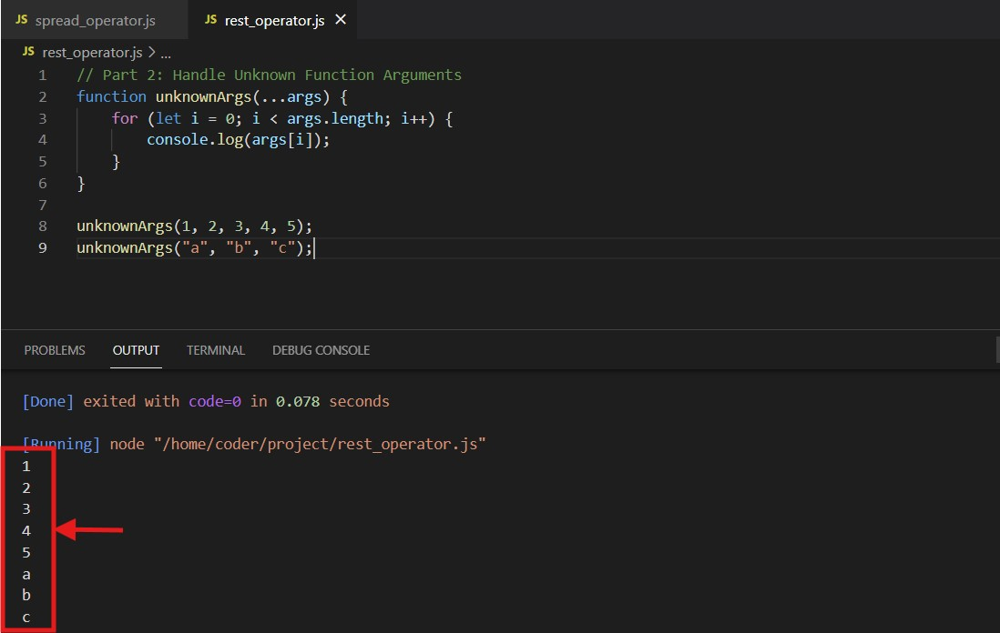 JS spread_operator.js JS rest_operator.js ×
JS rest_operator.js > ...
1 // Part 2: Handle Unknown Function Arguments
2 function unknownArgs(...args) {
3     for (let i = 0; i < args.length; i++) {
4         console.log(args[i]);
5     }
6 }
7
8 unknownArgs(1, 2, 3, 4, 5);
9 unknownArgs("a", "b", "c");
PROBLEMS OUTPUT TERMINAL DEBUG CONSOLE
[Done] exited with code=0 in 0.078 seconds
[Running] node "/home/coder/project/rest_operator.js"
1
2
3
4
5
a
b
c